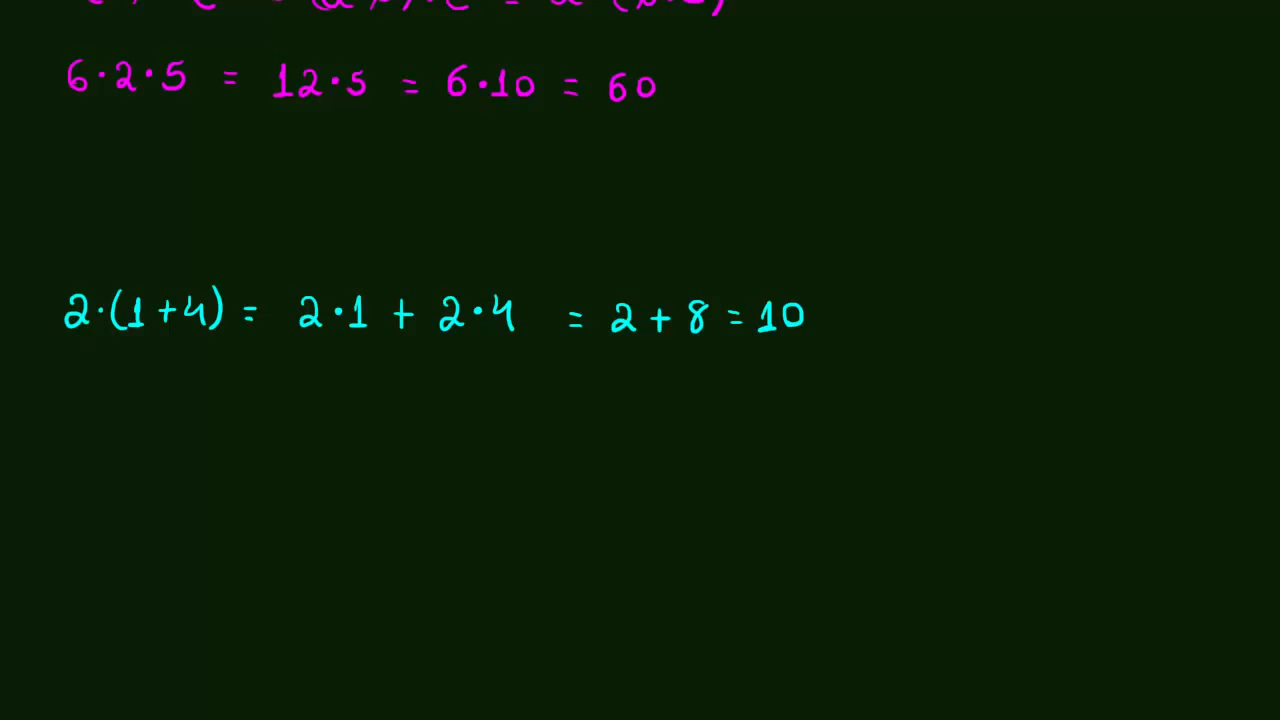 6·2·5 = 12·5 = 6·10 = 60
2·(1+4) = 2·1 + 2·4 = 2 + 8 = 10